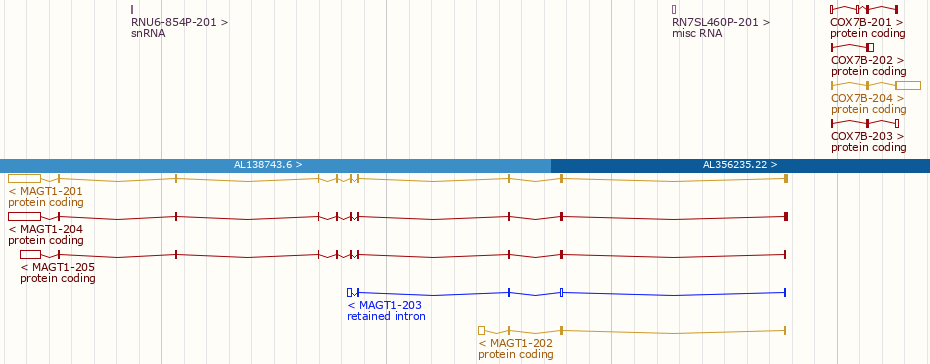 RNU6-854P-201 >
snRNA
RN7SL460P-201 >
misc RNA
COX7B-201 >
protein coding
COX7B-202 >
protein coding
COX7B-204 >
protein coding
COX7B-203 >
protein coding
AL138743.6 >
AL356235.22 >
< MAGT1-201
protein coding
< MAGT1-204
protein coding
< MAGT1-205
protein coding
< MAGT1-203
retained intron
< MAGT1-202
protein coding